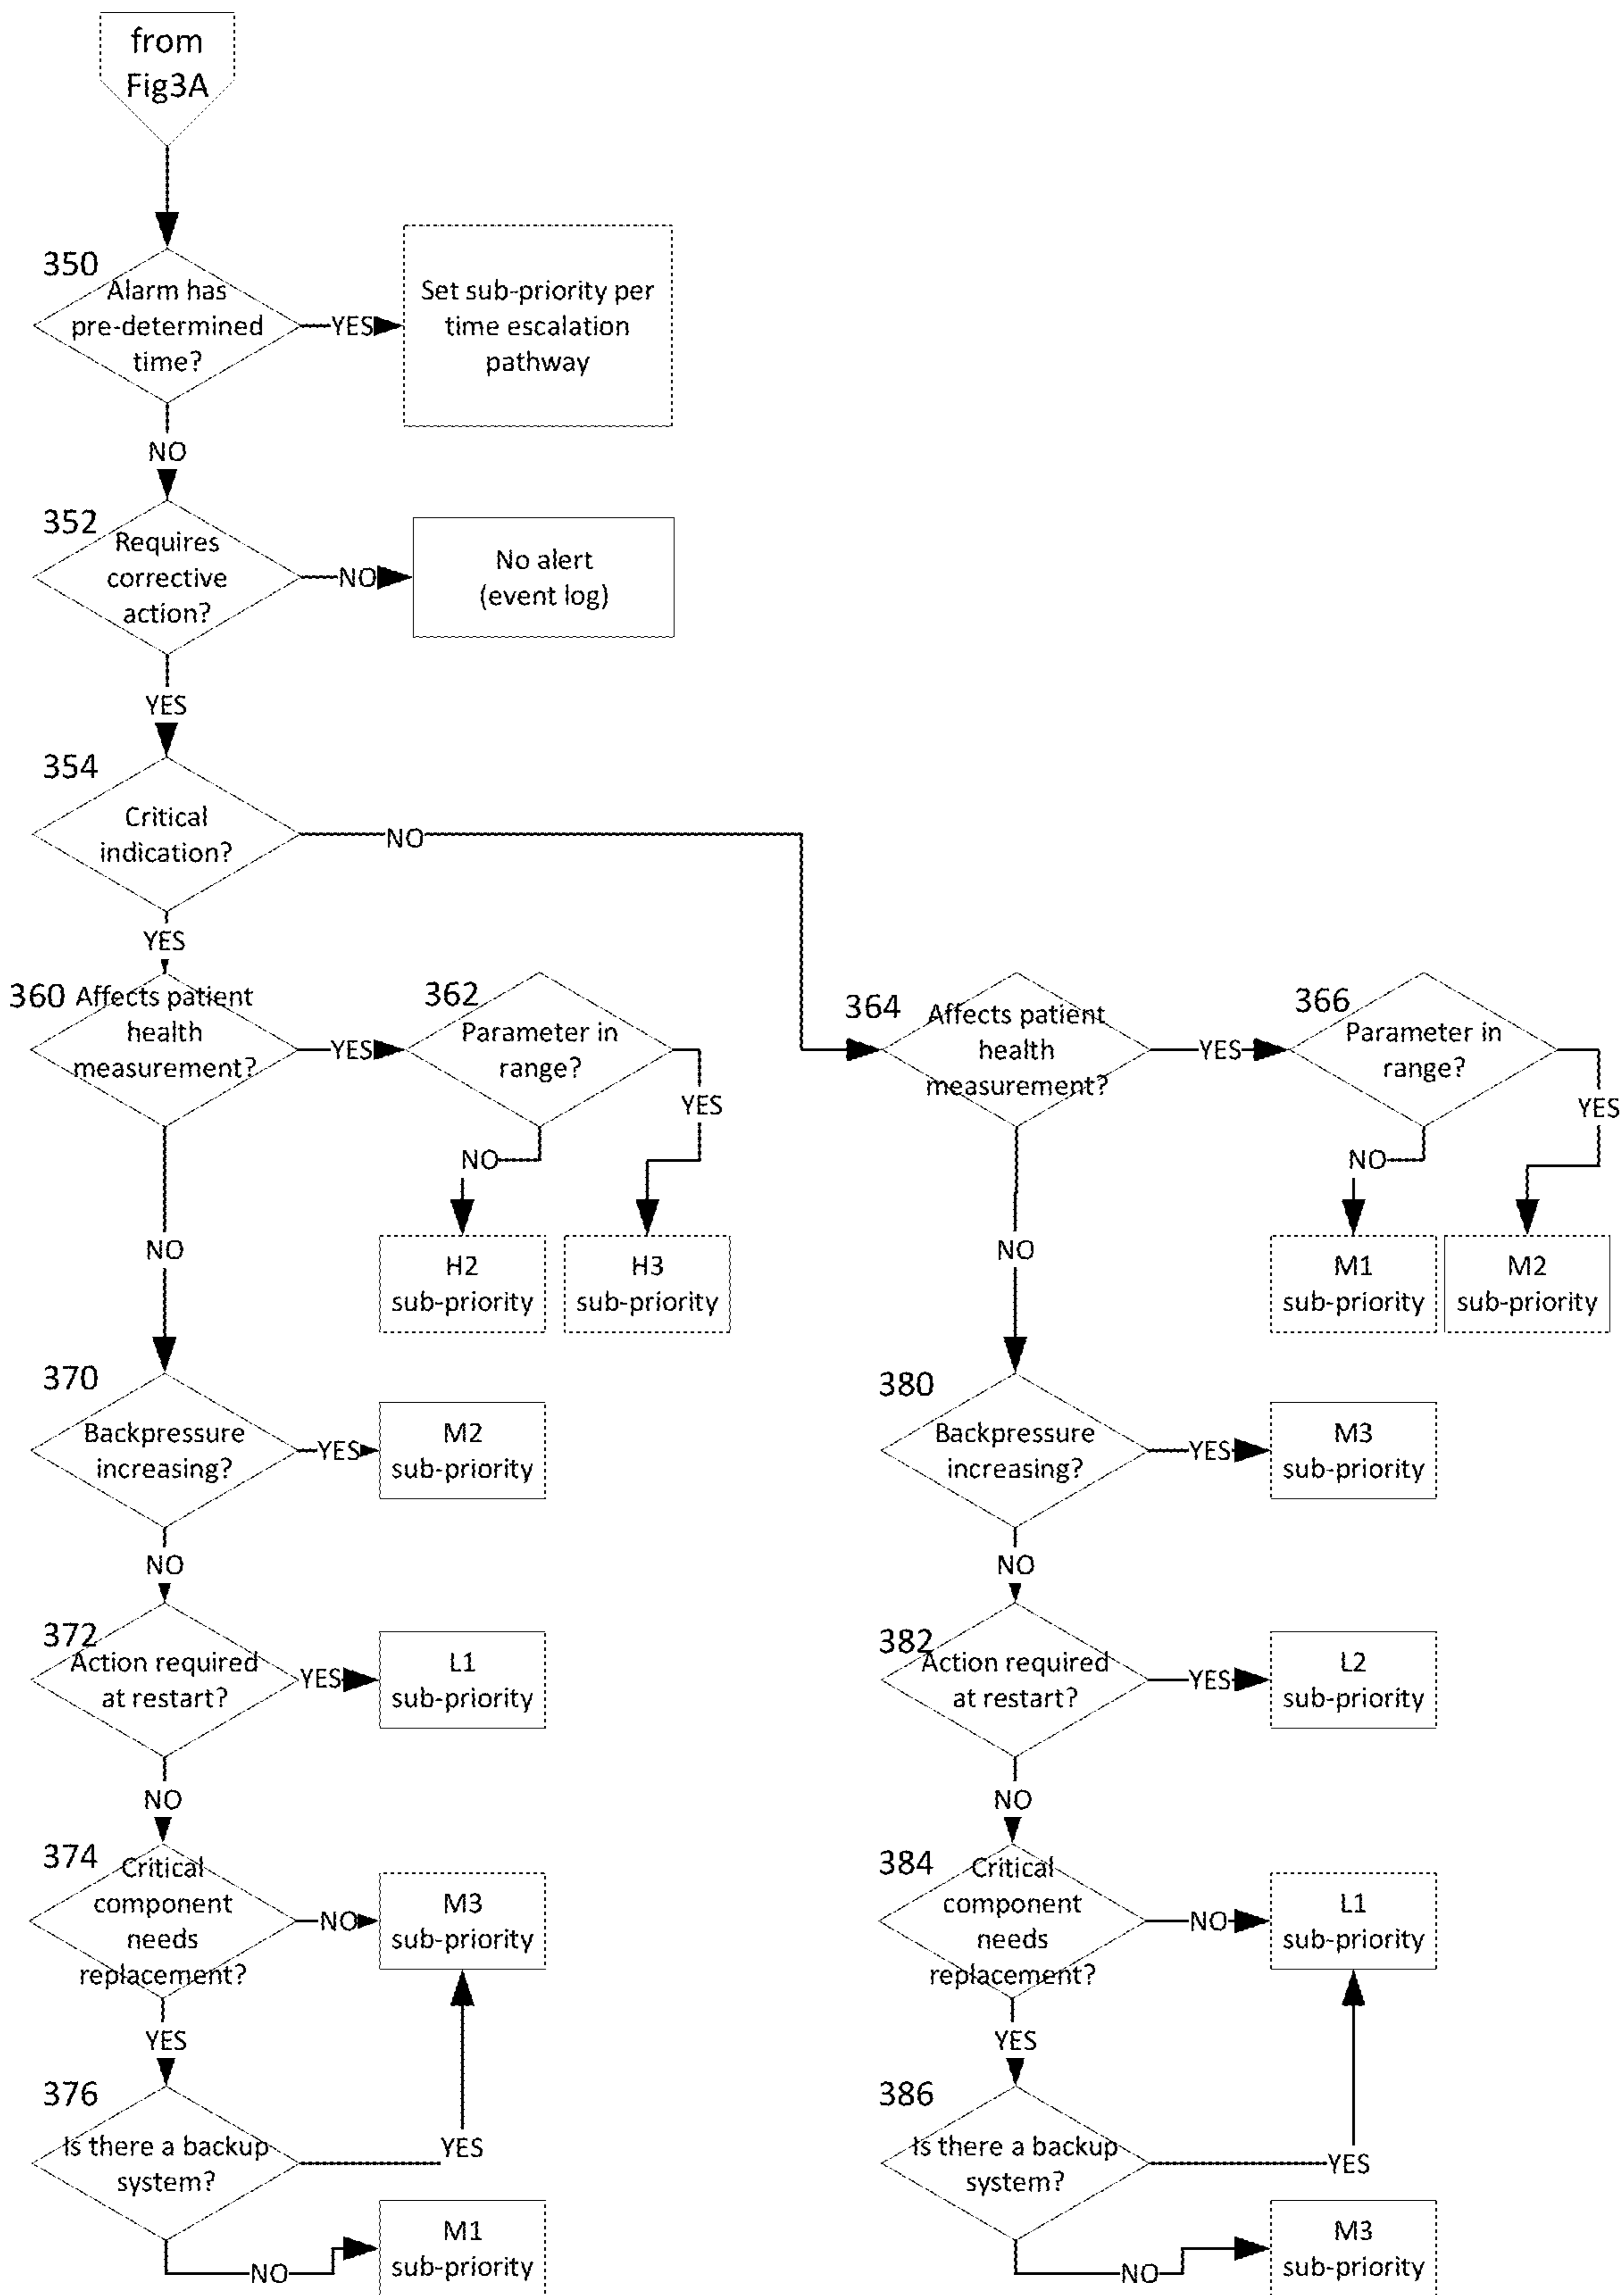 from
Fig3A
350
Alarm has
pre-determined
time?
YES
Set sub-priority per
time escalation
pathway
NO
352
Requires
corrective
action?
NO
No alert
(event log)
YES
354
Critical
indication?
NO
YES
360
Affects patient
health
measurement?
YES
362
Parameter in
range?
YES
NO
H2
sub-priority
H3
sub-priority
364
Affects patient
health
measurement?
YES
366
Parameter in
range?
YES
NO
M1
sub-priority
M2
sub-priority
NO
NO
370
Backpressure
increasing?
YES
M2
sub-priority
380
Backpressure
increasing?
YES
M3
sub-priority
NO
NO
372
Action required
at restart?
YES
L1
sub-priority
382
Action required
at restart?
YES
L2
sub-priority
NO
NO
374
Critical
component
needs
replacement?
NO
M3
sub-priority
384
Critical
component
needs
replacement?
NO
L1
sub-priority
YES
YES
376
Is there a backup
system?
YES
386
Is there a backup
system?
YES
NO
M1
sub-priority
NO
M3
sub-priority